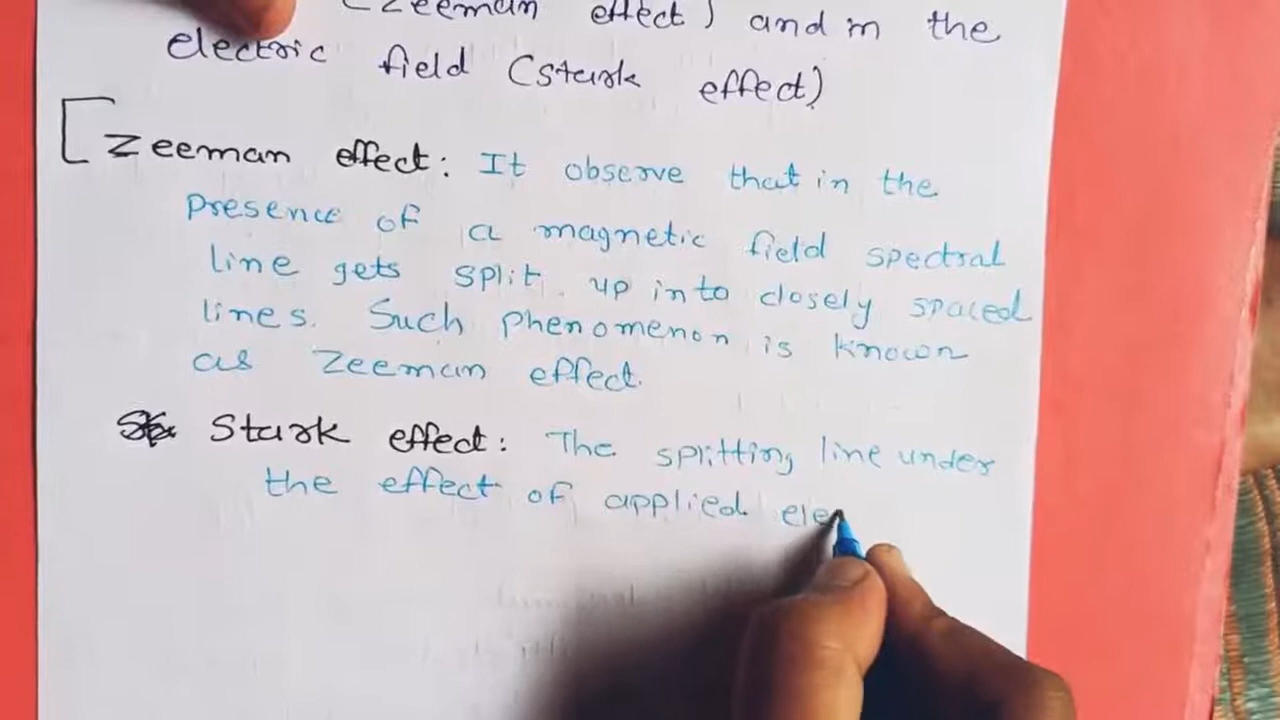 (Zeeman effect) and in the
electric field (Stark effect)
Zeeman effect: It observe that in the
presence of a magnetic field spectral
line gets split up into closely spaced
lines. Such phenomenon is known
as Zeeman effect.
Stark effect: The splitting line under
the effect of applied ele